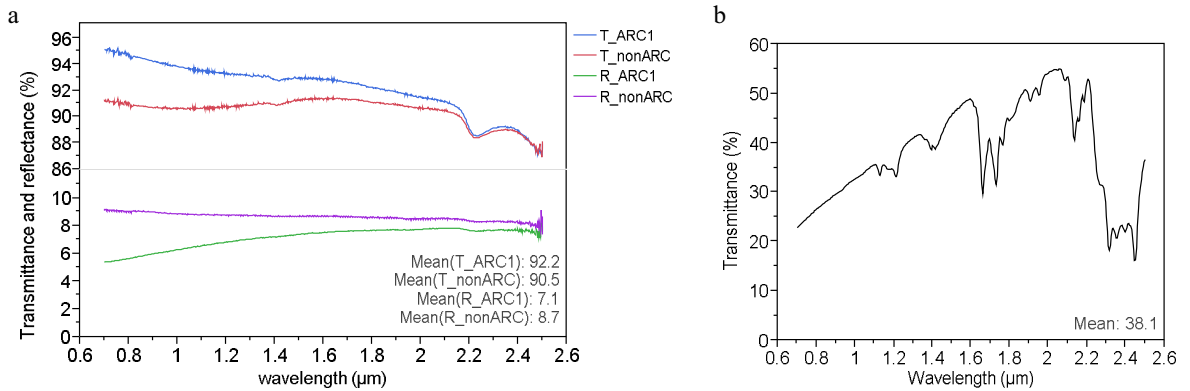 a
Transmittance and reflectance (%)
96
94
92
90
88
86
10
8
6
4
2
0
0.6 0.8 1 1.2 1.4 1.6 1.8 2 2.2 2.4 2.6
wavelength (μm)
T_ARC1
T_nonARC
R_ARC1
R_nonARC
Mean(T_ARC1): 92.2
Mean(T_nonARC): 90.5
Mean(R_ARC1): 7.1
Mean(R_nonARC): 8.7
b
Transmittance (%)
60
50
40
30
20
10
0
0.6 0.8 1 1.2 1.4 1.6 1.8 2 2.2 2.4 2.6
Wavelength (μm)
Mean: 38.1